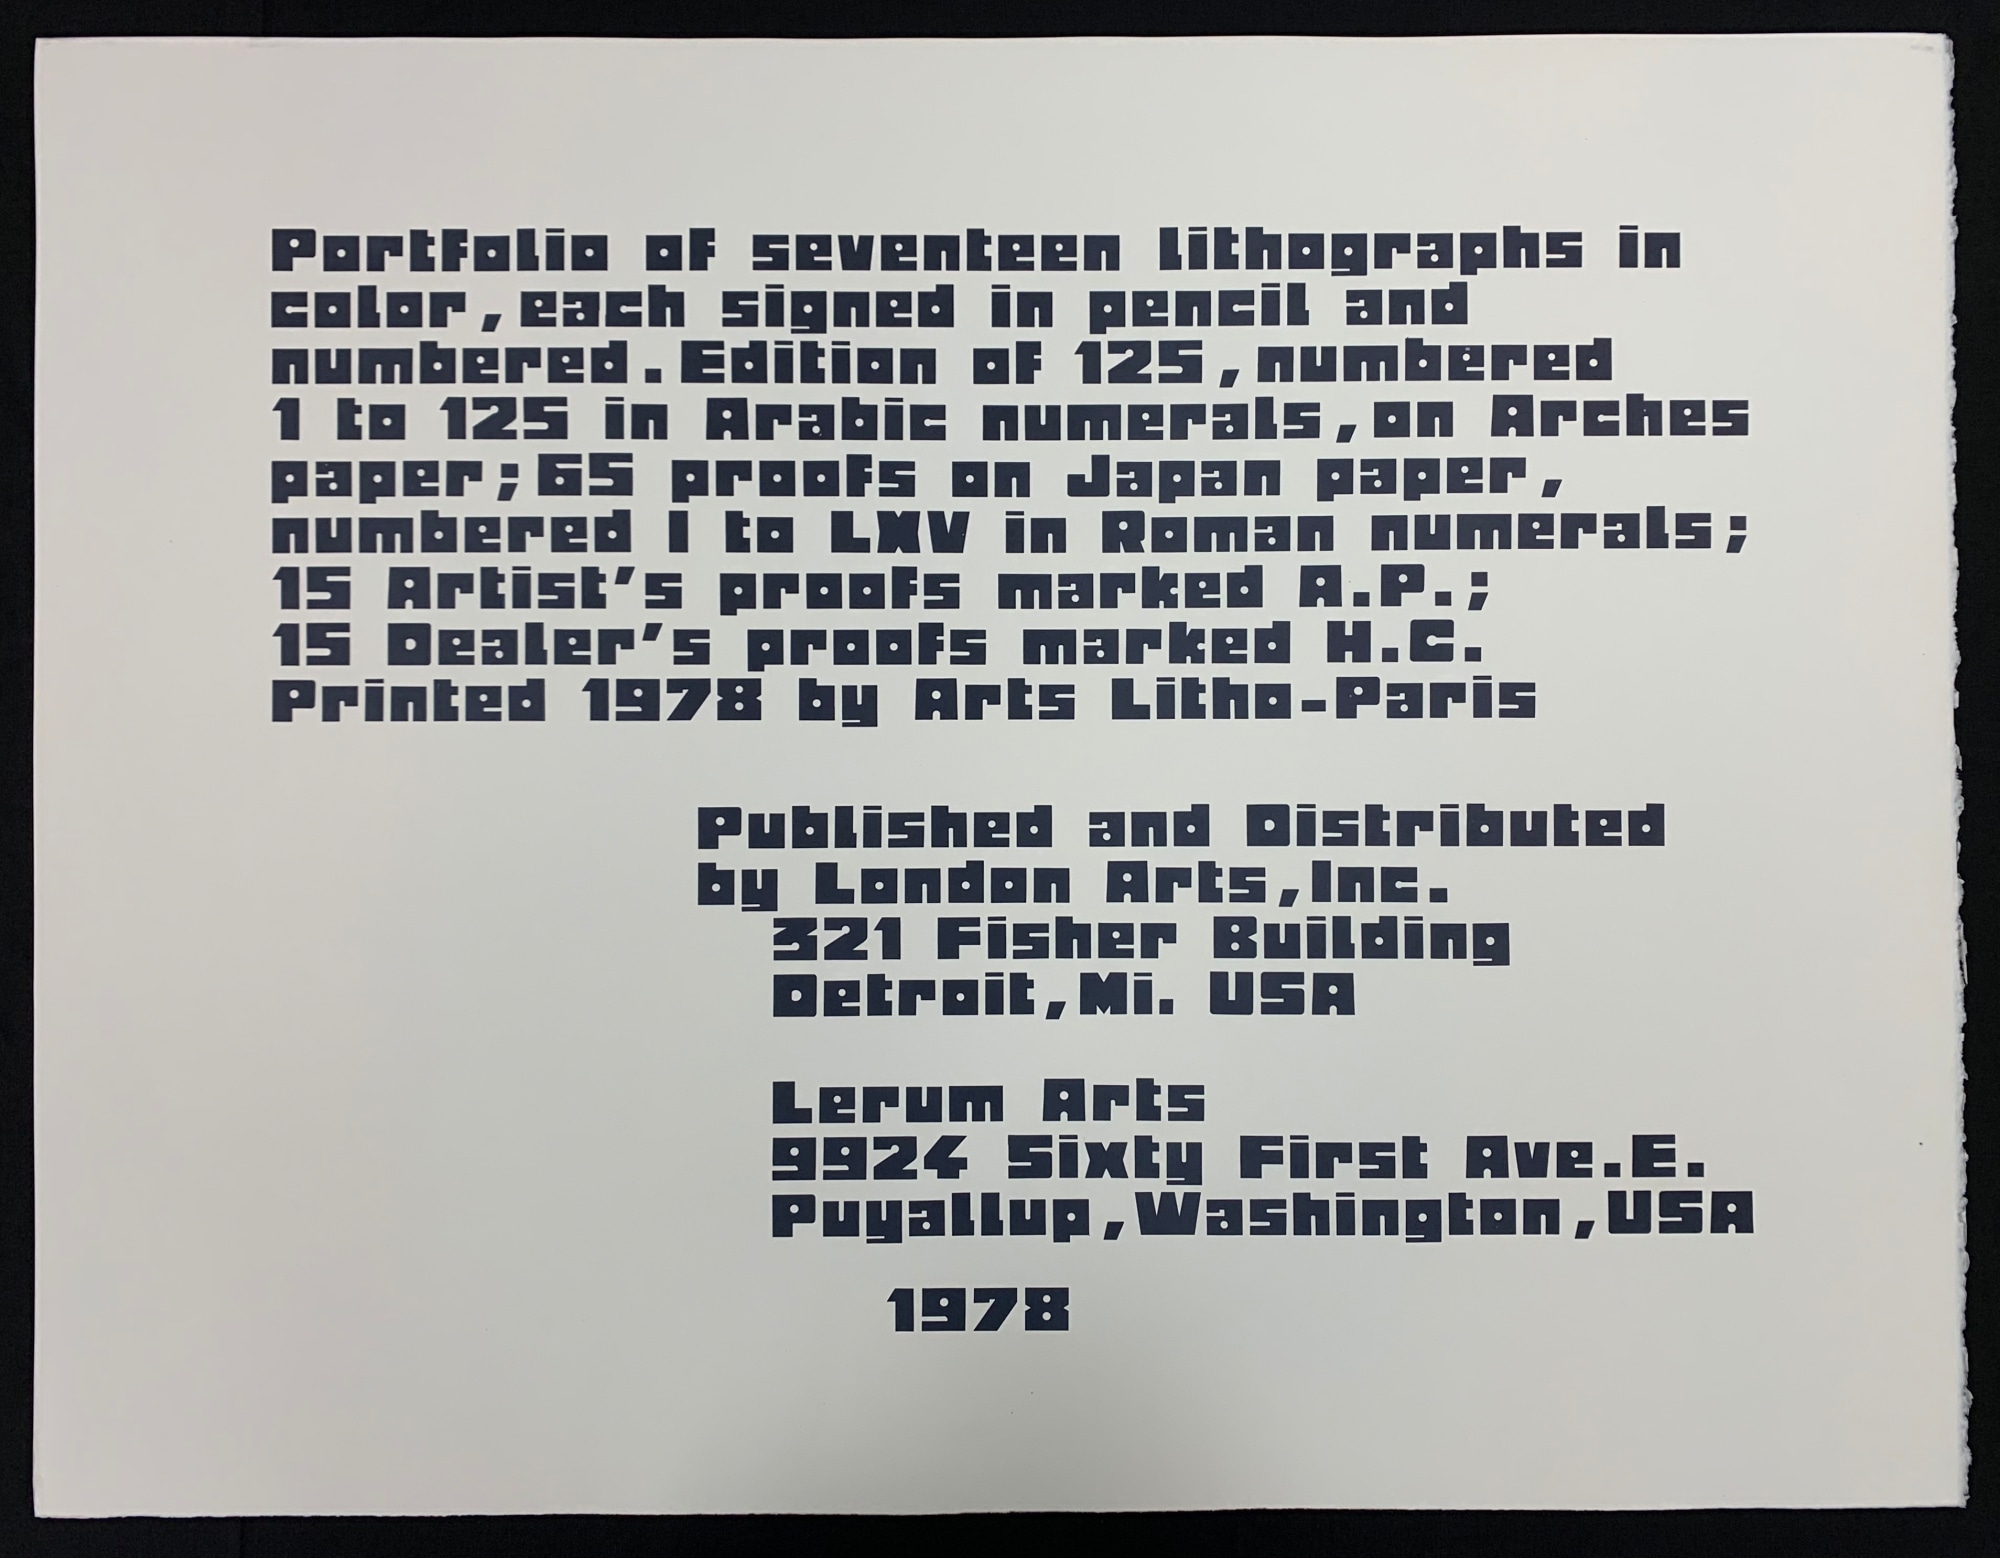 Portfolio of seventeen lithographs in
color, each signed in pencil and
numbered. Edition of 125, numbered
1 to 125 in Arabic numerals, on Arches
paper; 65 proofs on Japan paper,
numbered I to LXV in Roman numerals;
15 Artist's proofs marked A.P.;
15 Dealer's proofs marked H.C.
Printed 1978 by Arts Litho-Paris
Published and Distributed
by London Arts, Inc.
321 Fisher Building
Detroit, Mi. USA
Lerum Arts
9924 Sixty First Ave. E.
Puyallup, Washington, USA
1978